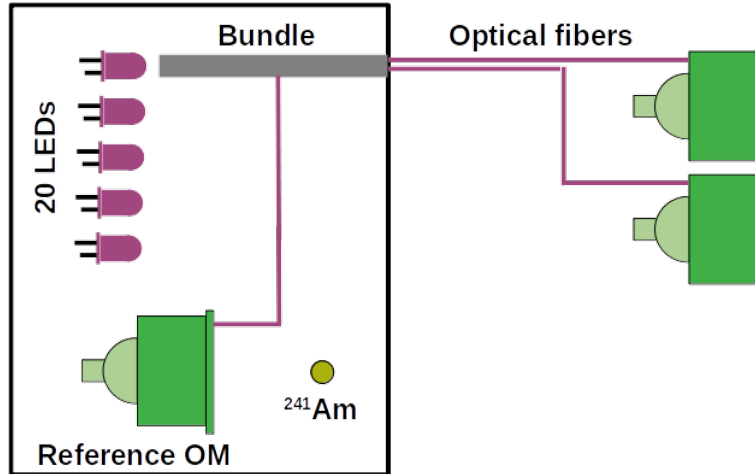 Bundle
Optical fibers
20 LEDs
²⁴¹Am
Reference OM